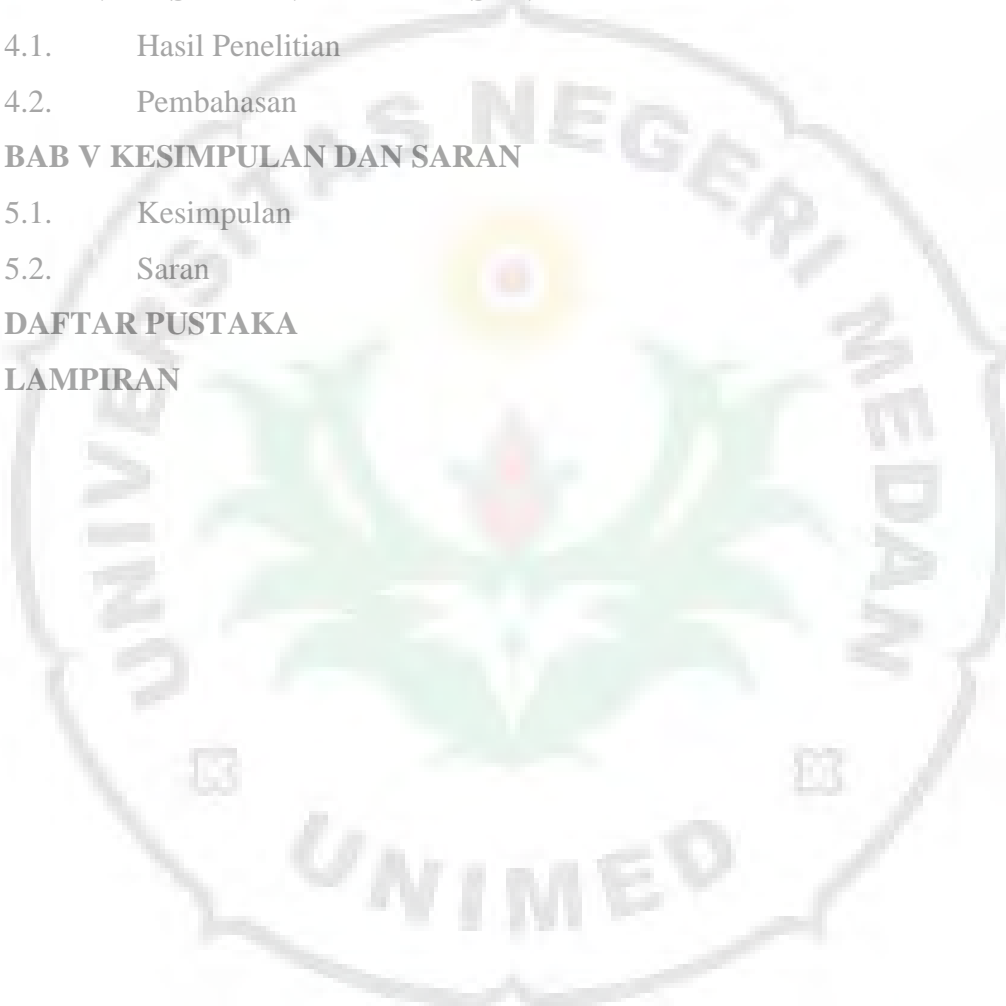 4.1. Hasil Penelitian
4.2. Pembahasan
BAB V KESIMPULAN DAN SARAN
5.1. Kesimpulan
5.2. Saran
DAFTAR PUSTAKA
LAMPIRAN
UNIVERSITAS NEGERI MEDAN
UNIMED